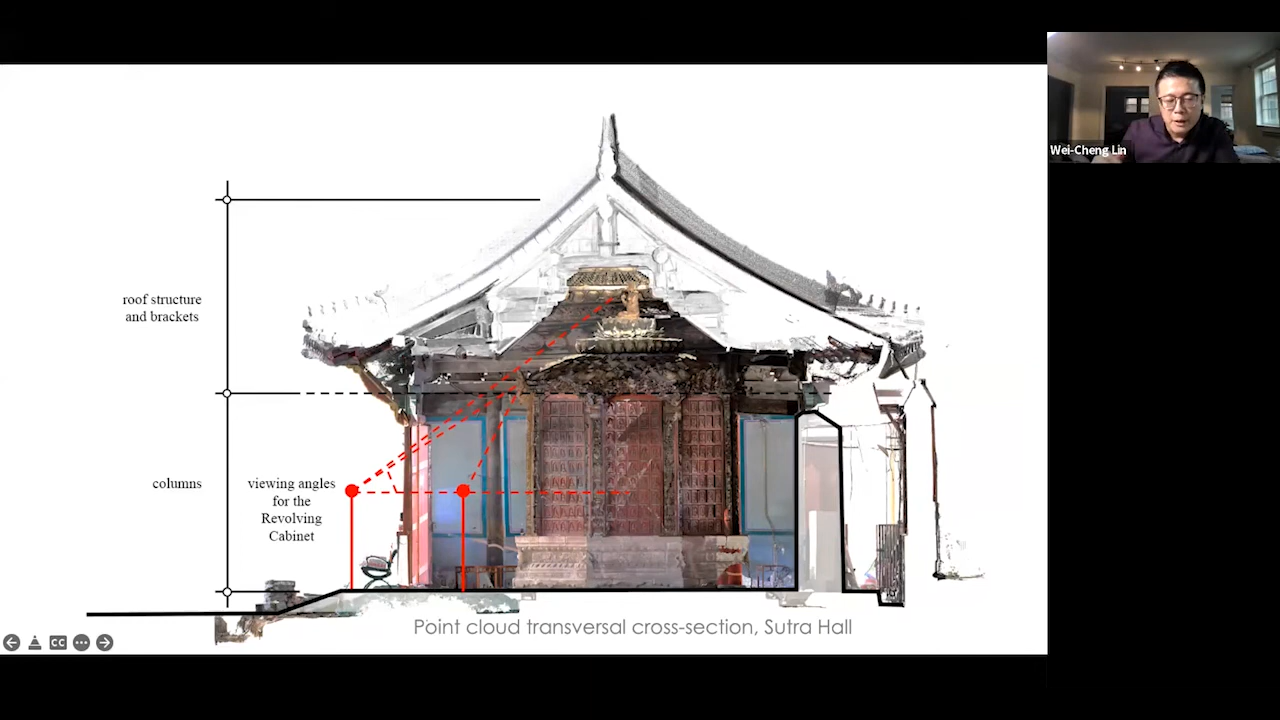 Wei-Cheng Lin
roof structure
and brackets
columns
viewing angles
for the
Revolving
Cabinet
Point cloud transversal cross-section, Sutra Hall
CC